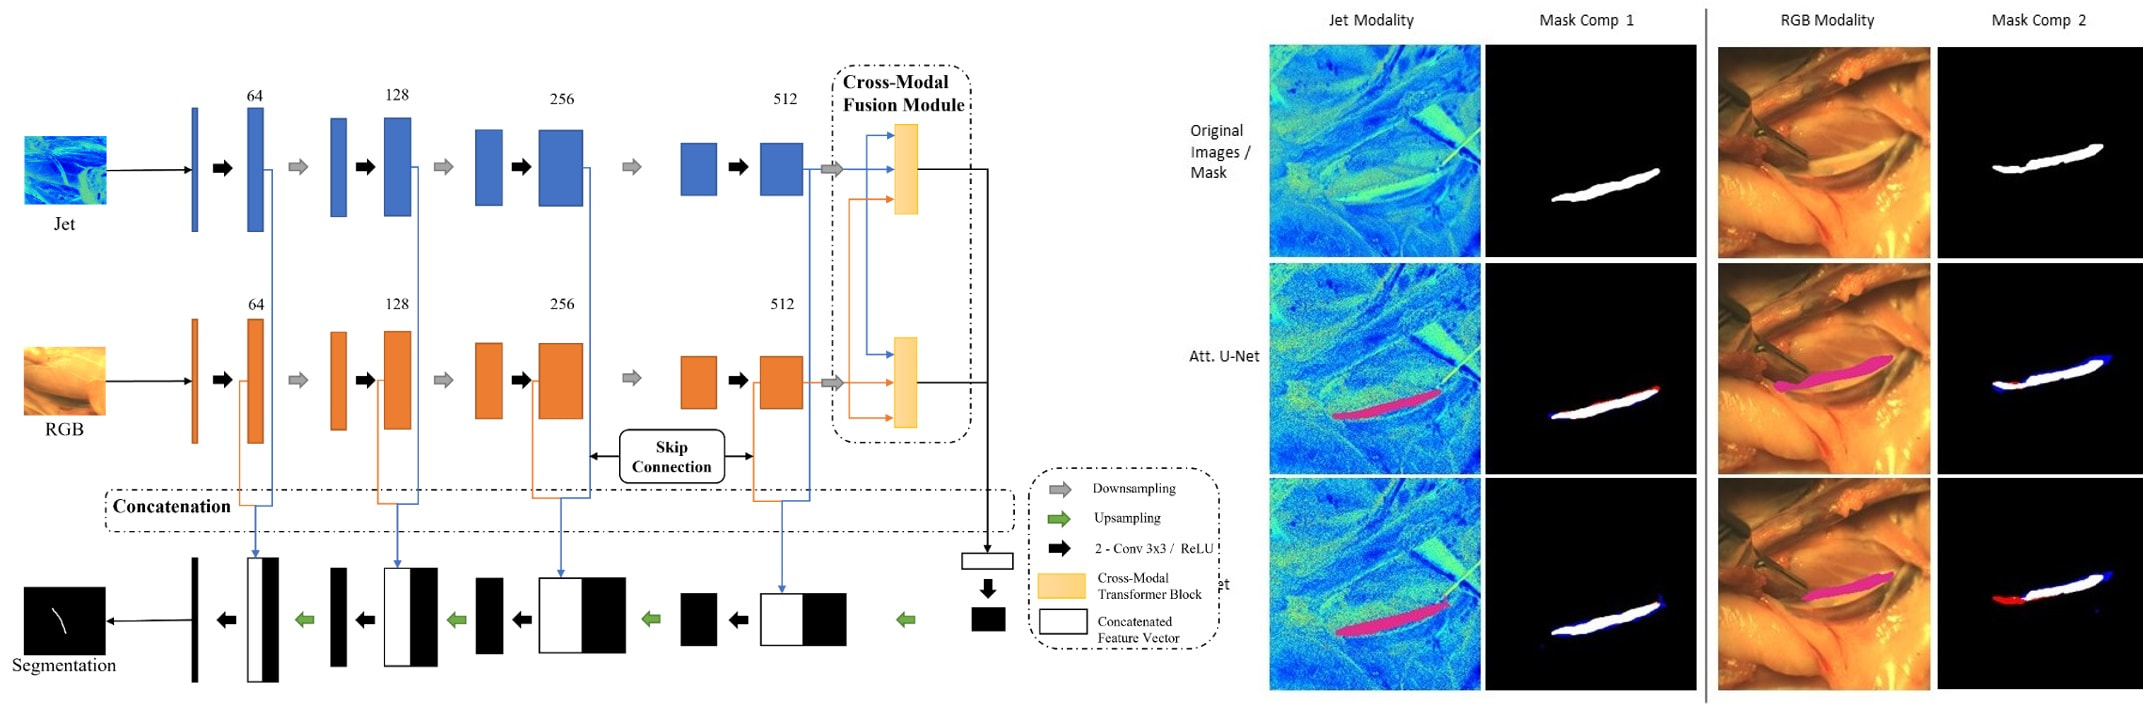 64
128
256
512
Cross-Modal
Fusion Module
Jet
64
128
256
512
RGB
Skip
Connection
Concatenation
Segmentation
Downsampling
Upsampling
2 - Conv 3x3 / ReLU
Cross-Modal
Transformer Block
Concatenated
Feature Vector
Jet Modality
Mask Comp 1
RGB Modality
Mask Comp 2
Original
Images /
Mask
Att. U-Net